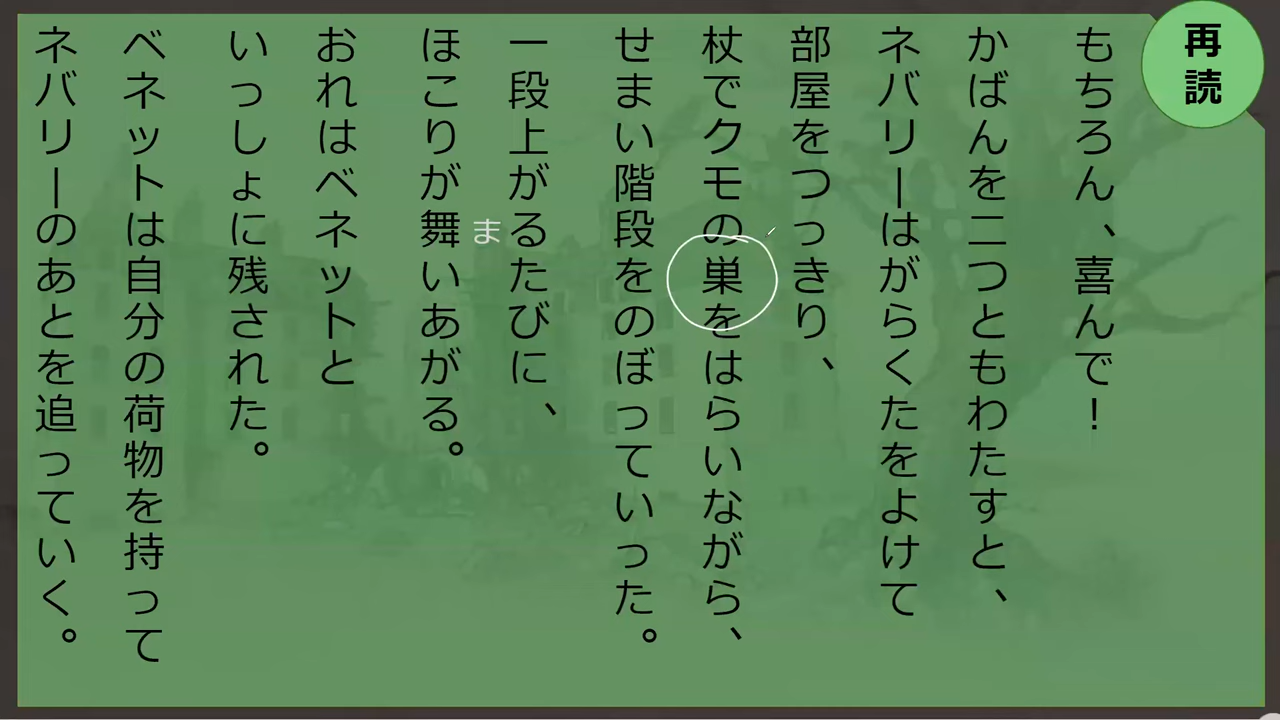 再読
もちろん、喜んで！
かばんを二つともわたすと、
ネバリーはがらくたをよけて
部屋をつっきり、
杖でクモの巣をはらいながら、
せまい階段をのぼっていった。
一段上がるたびに、
ま
ほこりが舞いあがる。
おれはベネットと
いっしょに残された。
ベネットは自分の荷物を持って
ネバリーのあとを追っていく。